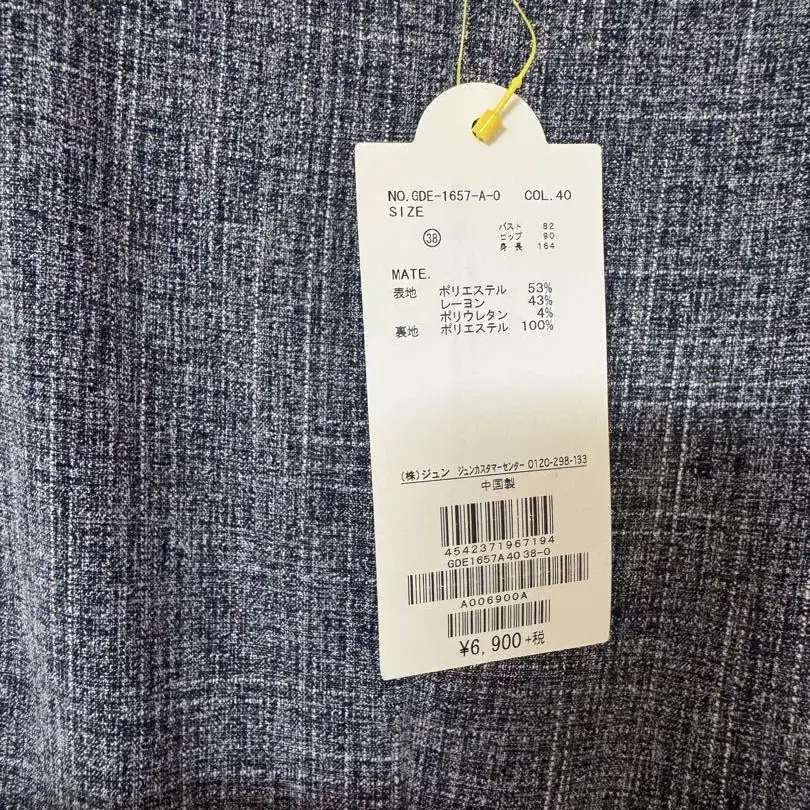 NO.GDE-1657-A-0 COL.40
SIZE
38 バスト 82
ヒップ 90
身長 164
MATE.
表地 ポリエステル 53%
レーヨン 43%
ポリウレタン 4%
裏地 ポリエステル 100%
(株)ジュン ジュンカスタマーセンター 0120-298-133
中国製
4542371967194
GDE1657A40 38-0
A006900A
¥6,900+税